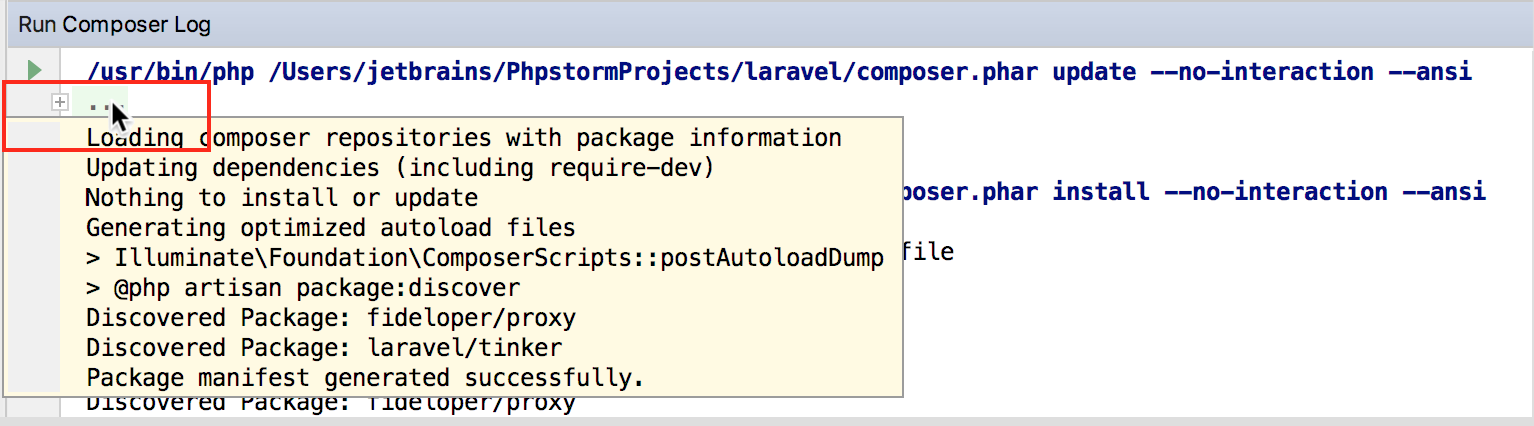 Run Composer Log
/usr/bin/php /Users/jetbrains/PhpstormProjects/laravel/composer.phar update --no-interaction --ansi
...
Loading composer repositories with package information
Updating dependencies (including require-dev)
Nothing to install or update
poser.phar install --no-interaction --ansi
Generating optimized autoload files
> Illuminate\Foundation\ComposerScripts::postAutoloadDump
file
> @php artisan package:discover
Discovered Package: fideloper/proxy
Discovered Package: laravel/tinker
Package manifest generated successfully.
Discovered Package: fideloper/proxy